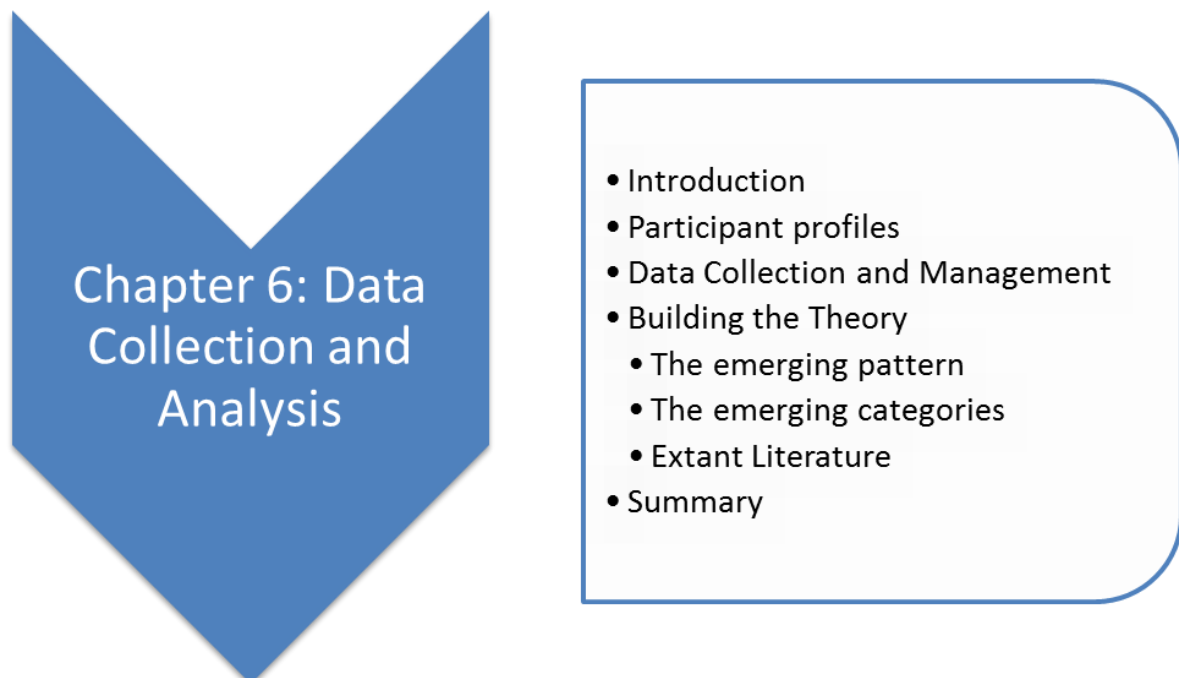 Chapter 6: Data
Collection and
Analysis
• Introduction
• Participant profiles
• Data Collection and Management
• Building the Theory
• The emerging pattern
• The emerging categories
• Extant Literature
• Summary